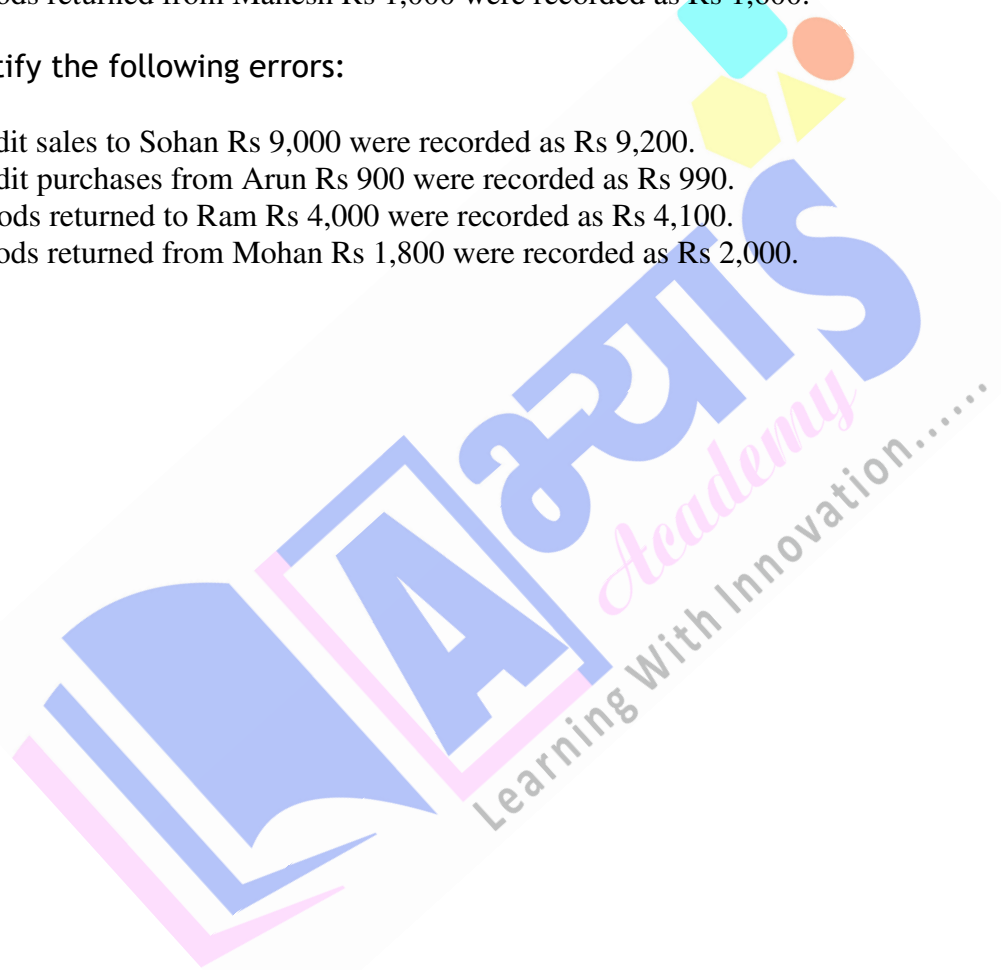 ods returned from Mahesh Rs 1,000 were recorded as Rs 1,600.
tify the following errors:
dit sales to Sohan Rs 9,000 were recorded as Rs 9,200.
dit purchases from Arun Rs 900 were recorded as Rs 990.
ods returned to Ram Rs 4,000 were recorded as Rs 4,100.
ods returned from Mohan Rs 1,800 were recorded as Rs 2,000.
Aभ्याS
Academy
Learning With Innovation......